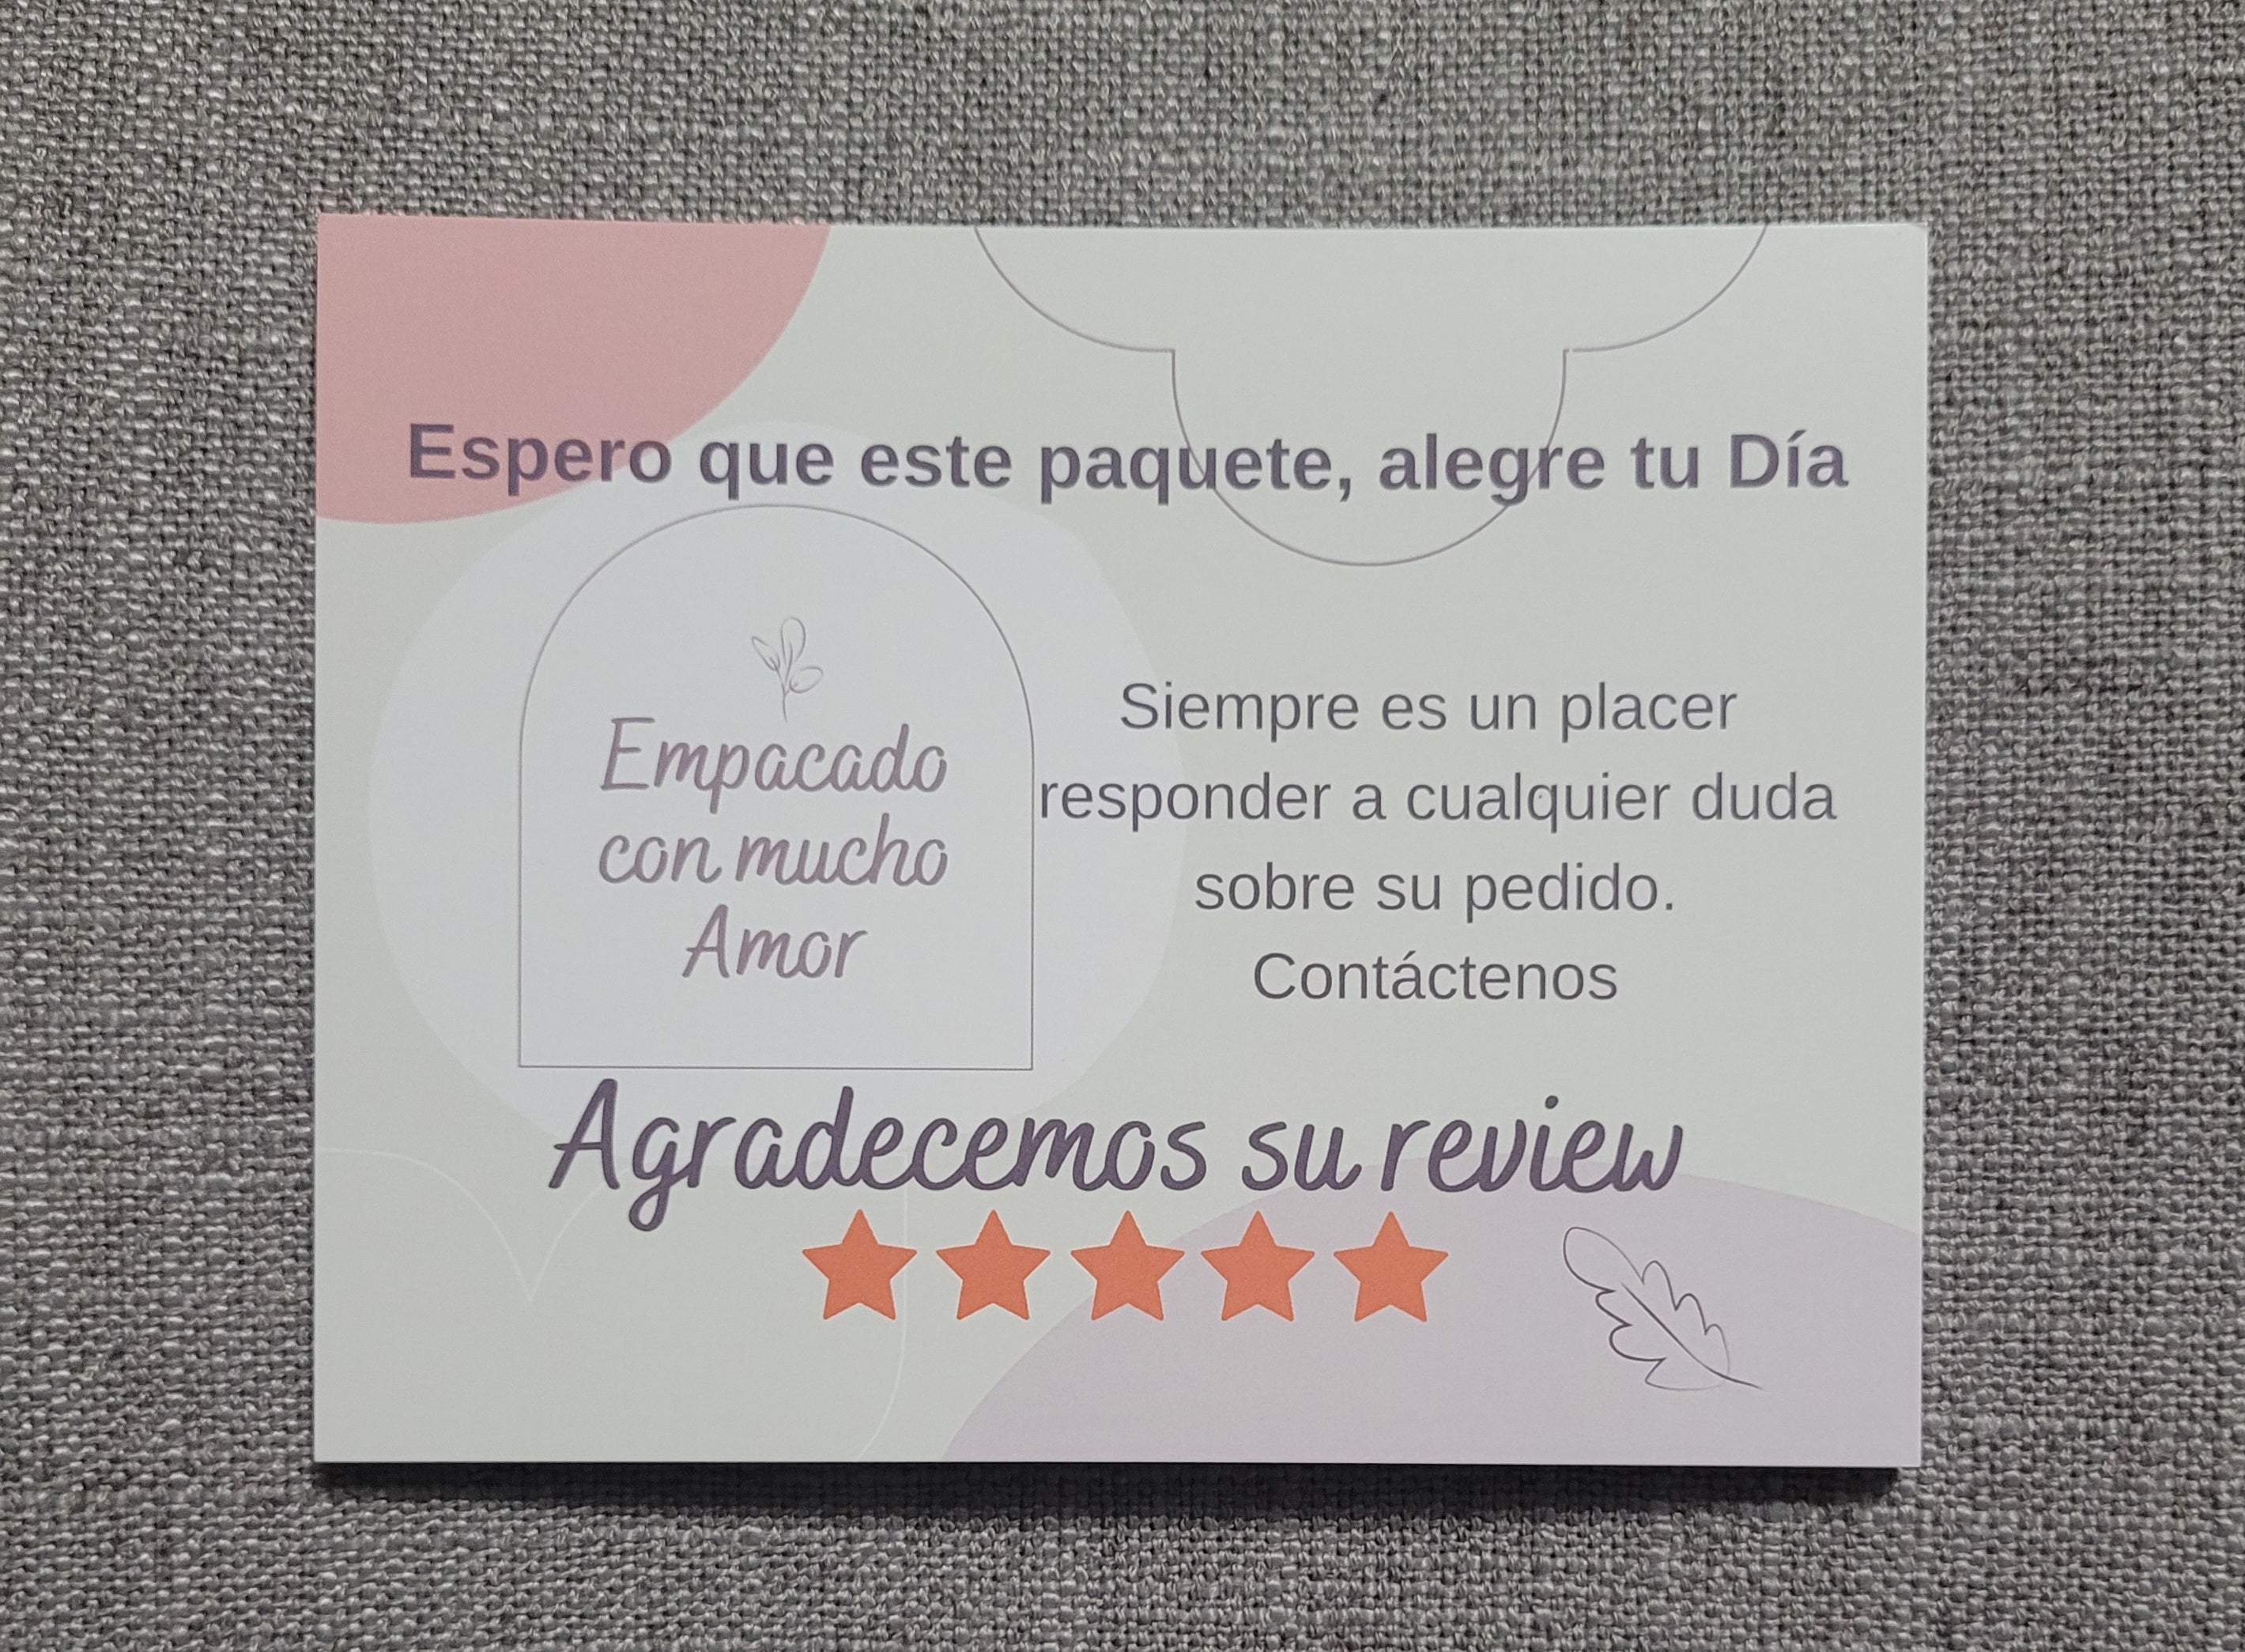 Espero que este paquete, alegre tu Día
Empacado
con mucho
Amor
Siempre es un placer
responder a cualquier duda
sobre su pedido.
Contáctenos
Agradecemos su review